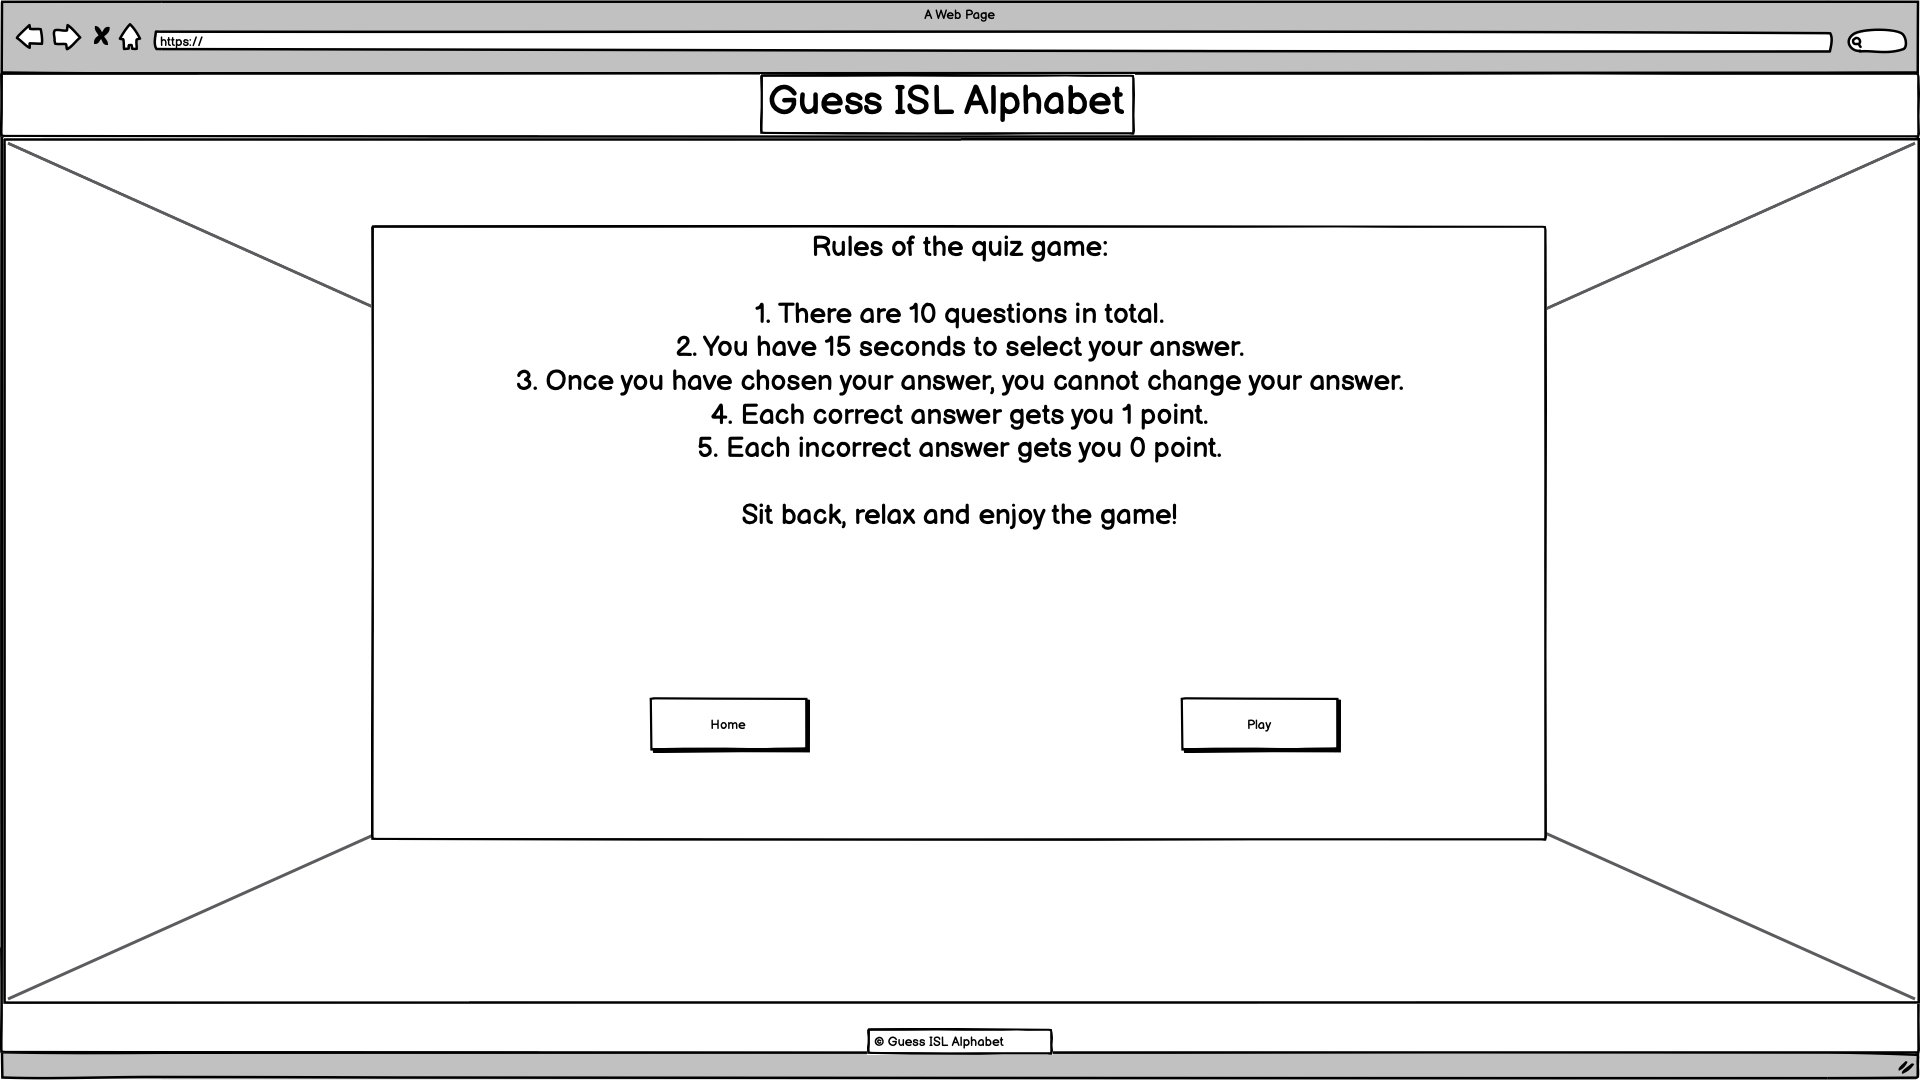 A Web Page
https://
Guess ISL Alphabet
Rules of the quiz game:
1. There are 10 questions in total.
2. You have 15 seconds to select your answer.
3. Once you have chosen your answer, you cannot change your answer.
4. Each correct answer gets you 1 point.
5. Each incorrect answer gets you 0 point.
Sit back, relax and enjoy the game!
Home
Play
© Guess ISL Alphabet